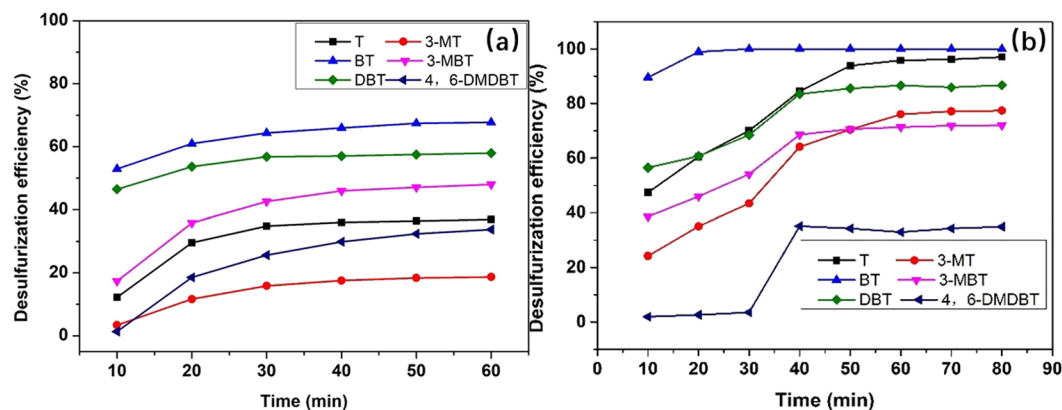 (a)
T 3-MT
BT 3-MBT
DBT 4，6-DMDBT
Desulfurization efficiency (%)
100
80
60
40
20
0
10 20 30 40 50 60
Time (min)
(b)
Desulfurization efficiency (%)
100
80
60
40
20
0
T 3-MT
BT 3-MBT
DBT 4，6-DMDBT
0 10 20 30 40 50 60 70 80 90
Time (min)